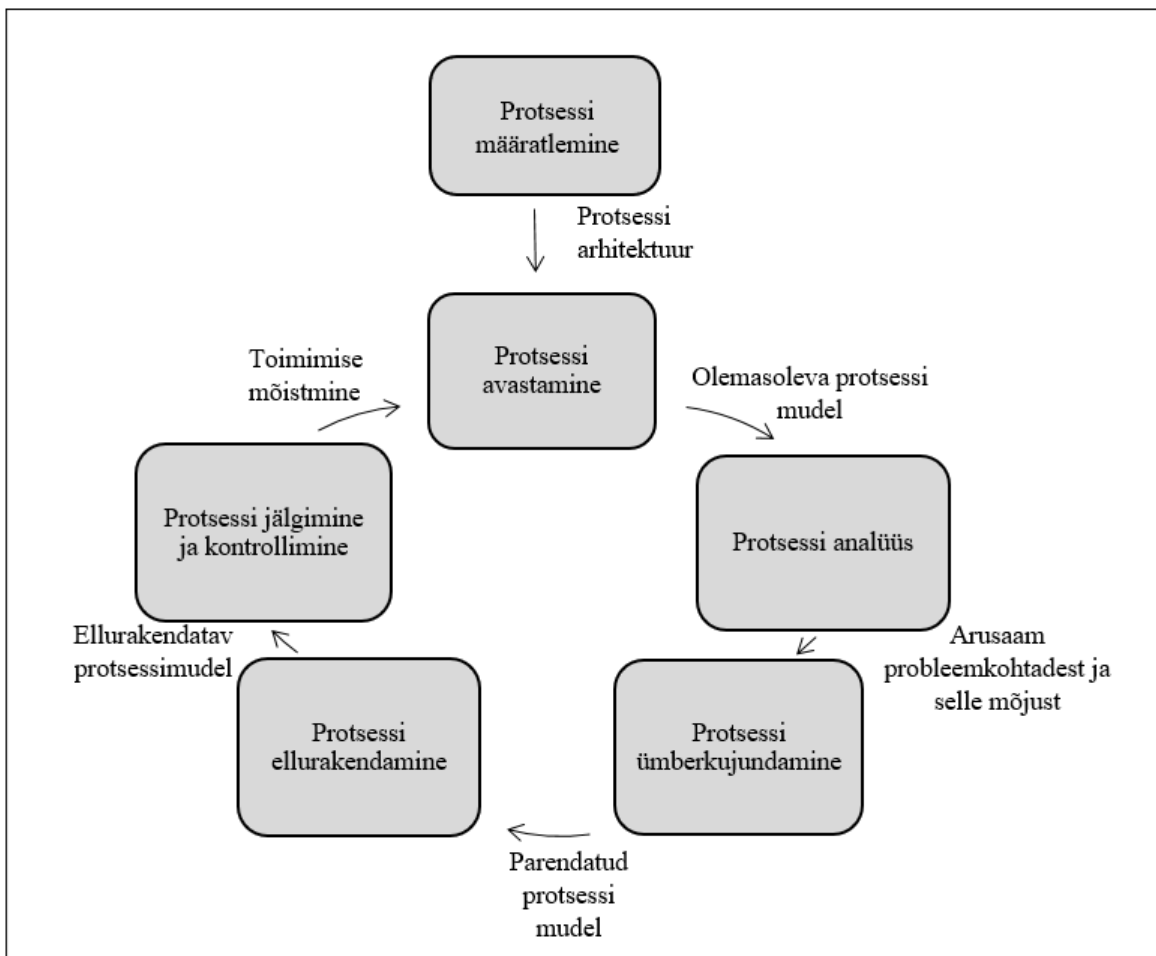 Protsessi
määratlemine
Protsessi
arhitektuur
Protsessi
avastamine
Olemasoleva protsessi
mudel
Protsessi analüüs
Arusaam
probleemkohtadest ja
selle mõjust
Protsessi
ümberkujundamine
Parendatud
protsessi
mudel
Protsessi
ellurakendamine
Ellurakendatav
protsessimudel
Protsessi jälgimine
ja kontrollimine
Toimimise
mõistmine